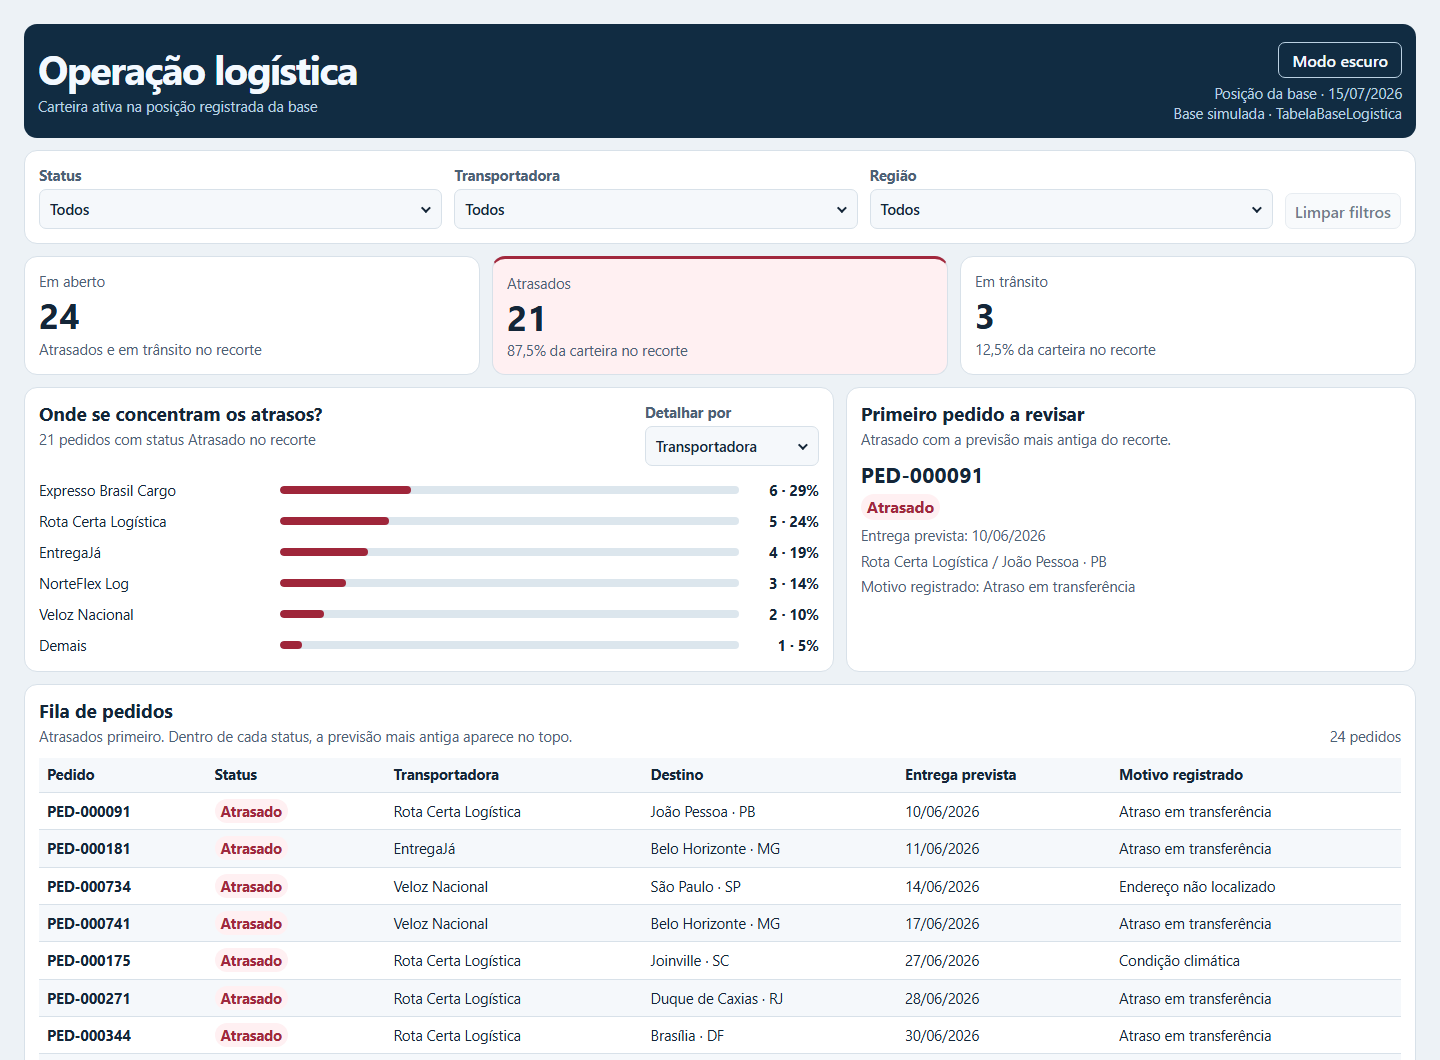 Operação logística
Carteira ativa na posição registrada da base
Modo escuro
Posição da base · 15/07/2026
Base simulada · TabelaBaseLogistica
Status
Todos
Transportadora
Todos
Região
Todos
Limpar filtros
Em aberto
24
Atrasados e em trânsito no recorte
Atrasados
21
87,5% da carteira no recorte
Em trânsito
3
12,5% da carteira no recorte
Onde se concentram os atrasos?
21 pedidos com status Atrasado no recorte
Detalhar por
Transportadora
Expresso Brasil Cargo 6 · 29%
Rota Certa Logística 5 · 24%
EntregaJá 4 · 19%
NorteFlex Log 3 · 14%
Veloz Nacional 2 · 10%
Demais 1 · 5%
Primeiro pedido a revisar
Atrasado com a previsão mais antiga do recorte.
PED-000091
Atrasado
Entrega prevista: 10/06/2026
Rota Certa Logística / João Pessoa · PB
Motivo registrado: Atraso em transferência
Fila de pedidos
Atrasados primeiro. Dentro de cada status, a previsão mais antiga aparece no topo.
24 pedidos
Pedido Status Transportadora Destino Entrega prevista Motivo registrado
PED-000091 Atrasado Rota Certa Logística João Pessoa · PB 10/06/2026 Atraso em transferência
PED-000181 Atrasado EntregaJá Belo Horizonte · MG 11/06/2026 Atraso em transferência
PED-000734 Atrasado Veloz Nacional São Paulo · SP 14/06/2026 Endereço não localizado
PED-000741 Atrasado Veloz Nacional Belo Horizonte · MG 17/06/2026 Atraso em transferência
PED-000175 Atrasado Rota Certa Logística Joinville · SC 27/06/2026 Condição climática
PED-000271 Atrasado Rota Certa Logística Duque de Caxias · RJ 28/06/2026 Atraso em transferência
PED-000344 Atrasado Rota Certa Logística Brasília · DF 30/06/2026 Atraso em transferência